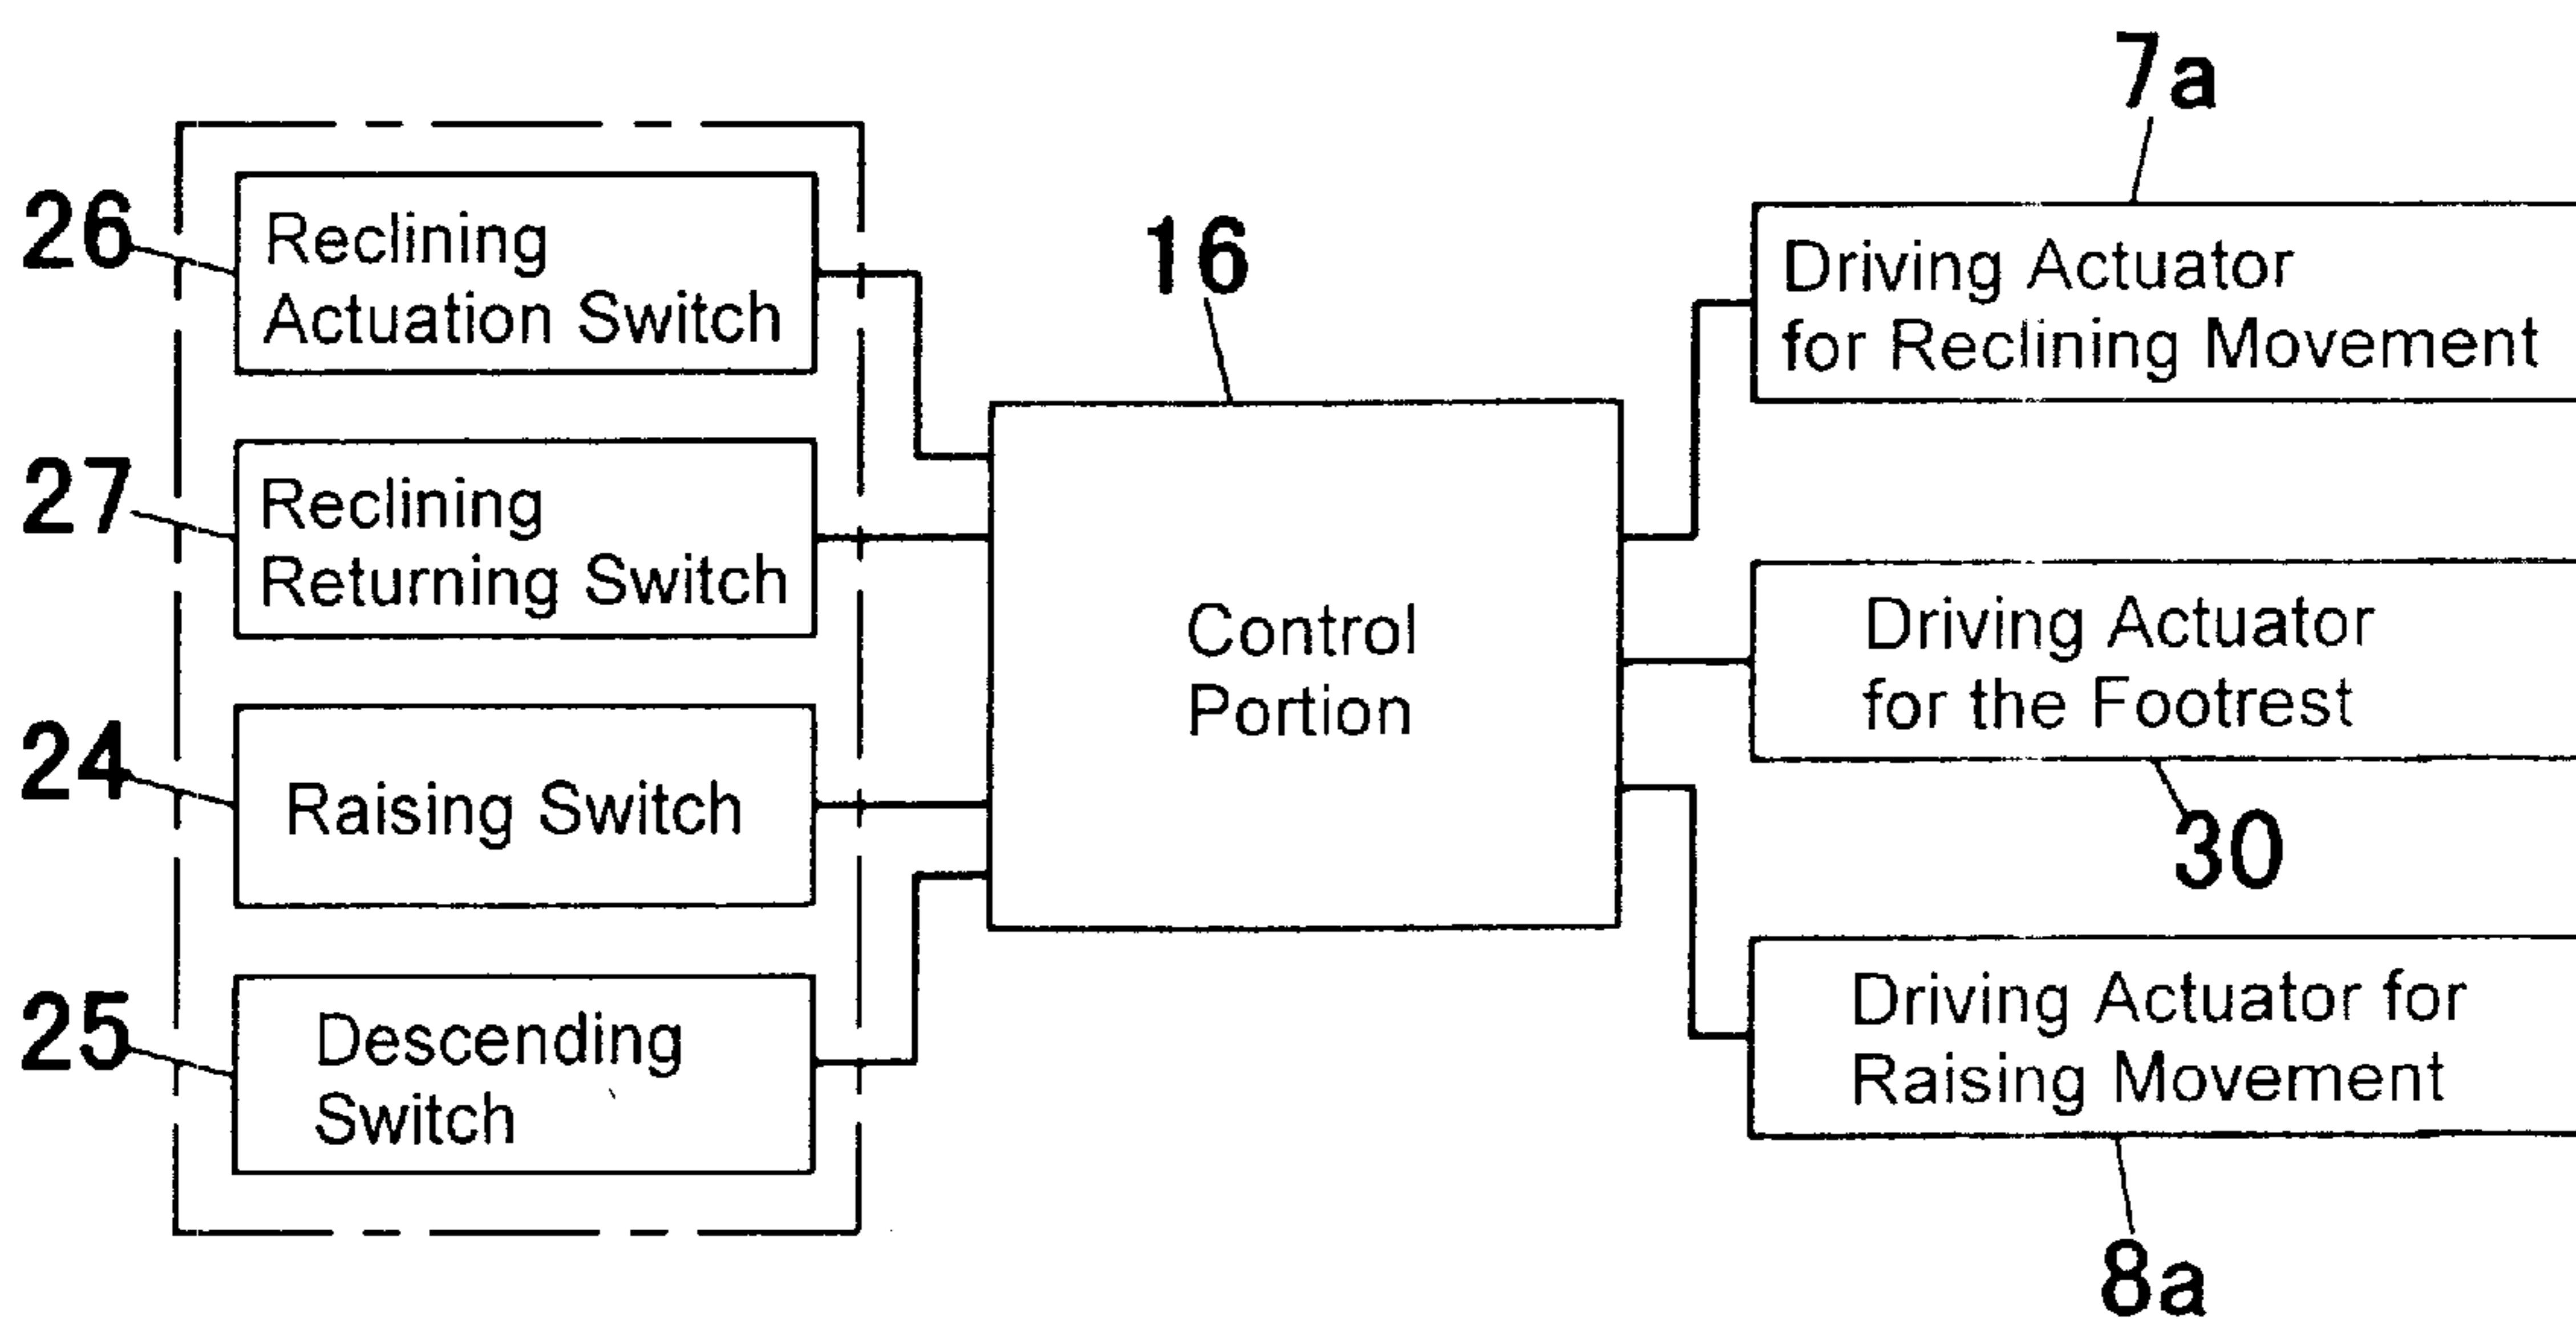 26
Reclining
Actuation Switch
27
Reclining
Returning Switch
24
Raising Switch
25
Descending
Switch
16
Control
Portion
7a
Driving Actuator
for Reclining Movement
Driving Actuator
for the Footrest
30
Driving Actuator for
Raising Movement
8a